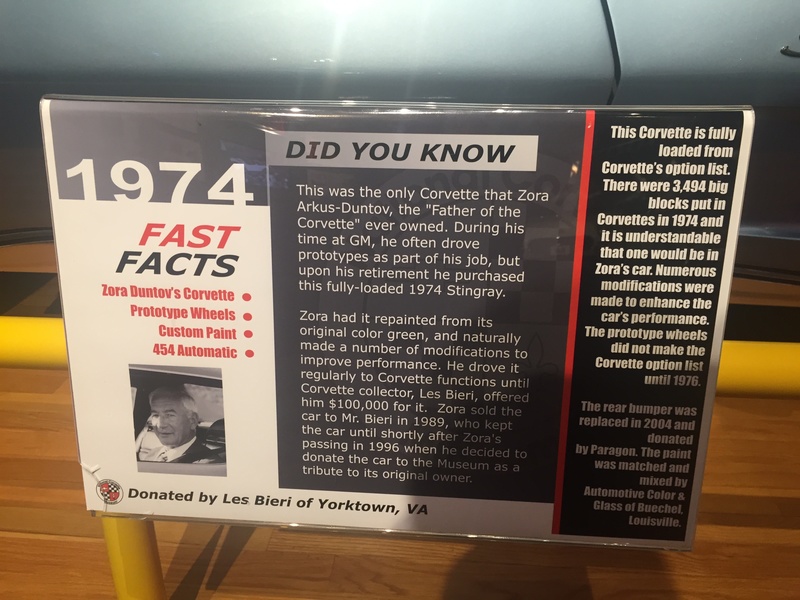 1974
FAST
FACTS
Zora Duntov's Corvette
Prototype Wheels
Custom Paint
454 Automatic
Donated by Les Bieri of Yorktown, VA
DID YOU KNOW
This was the only Corvette that Zora
Arkus-Duntov, the "Father of the
Corvette" ever owned. During his
time at GM, he often drove
prototypes as part of his job, but
upon his retirement he purchased
this fully-loaded 1974 Stingray.
Zora had it repainted from its
original color green, and naturally
made a number of modifications to
improve performance. He drove it
regularly to Corvette functions until
Corvette collector, Les Bieri, offered
him $100,000 for it. Zora sold the
car to Mr. Bieri in 1989, who kept
the car until shortly after Zora's
passing in 1996 when he decided to
donate the car to the Museum as a
tribute to its original owner.
This Corvette is fully
loaded from
Corvette's option list.
There were 3,494 big
blocks put in
Corvettes in 1974 and
it is understandable
that one would be in
Zora's car. Numerous
modifications were
made to enhance the
car's performance.
The prototype wheels
did not make the
Corvette option list
until 1976.
The rear bumper was
replaced in 2004 and
donated
by Paragon. The paint
was matched and
mixed by
Automotive Color &
Glass of Buechel,
Louisville.